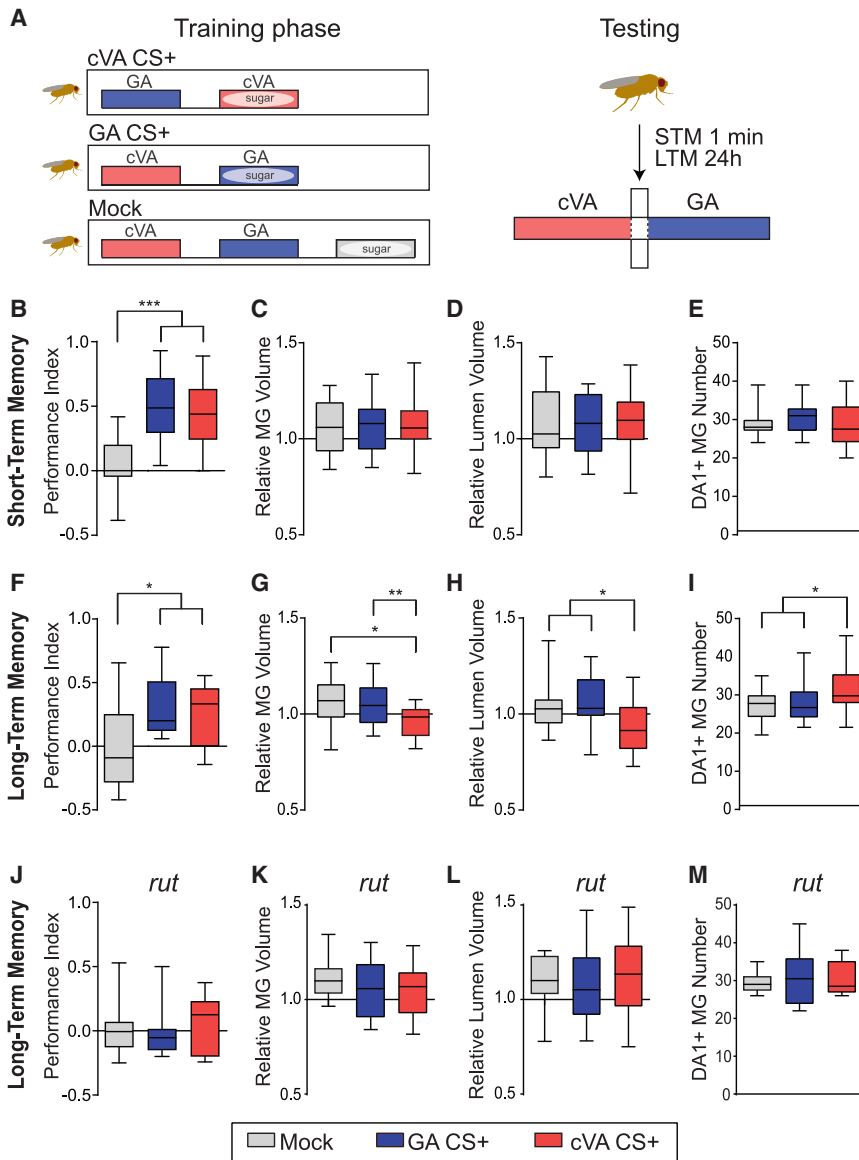 A
Training phase
Testing
cVA CS+
GA
cVA
sugar
GA CS+
cVA
GA
sugar
Mock
cVA
GA
sugar
STM 1 min
LTM 24h
cVA
GA
B
Short-Term Memory
Performance Index
1.0
0.5
0.0
-0.5
***
C
Relative MG Volume
1.5
1.0
0.5
D
Relative Lumen Volume
1.5
1.0
0.5
E
DA1+ MG Number
50
40
30
20
10
0
F
Long-Term Memory
Performance Index
1.0
0.5
0.0
-0.5
*
G
Relative MG Volume
1.5
1.0
0.5
**
*
H
Relative Lumen Volume
1.5
1.0
0.5
*
I
DA1+ MG Number
50
40
30
20
10
0
*
J
rut
Long-Term Memory
Performance Index
1.0
0.5
0.0
-0.5
K
rut
Relative MG Volume
1.5
1.0
0.5
L
rut
Relative Lumen Volume
1.5
1.0
0.5
M
rut
DA1+ MG Number
50
40
30
20
10
0
Mock
GA CS+
cVA CS+